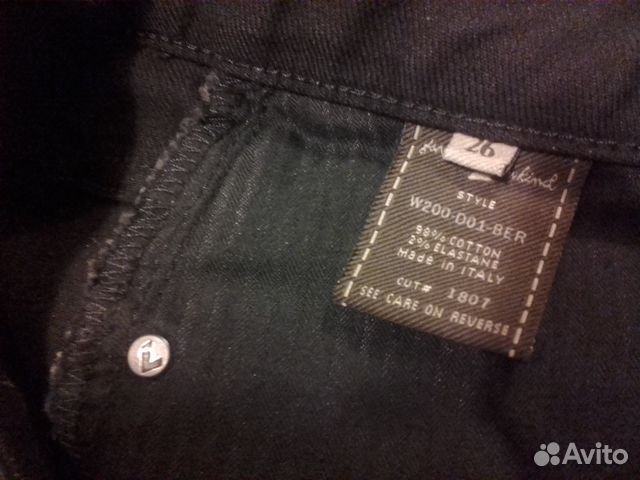 26
STYLE
W200-D01-BER
98% COTTON
2% ELASTANE
Made in ITALY
CUT# 1807
SEE CARE ON REVERSE
Avito